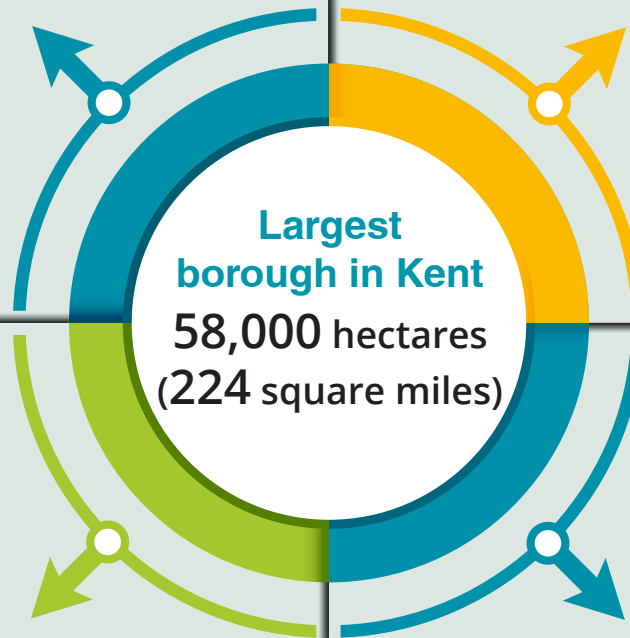 Largest
borough in Kent
58,000 hectares
(224 square miles)